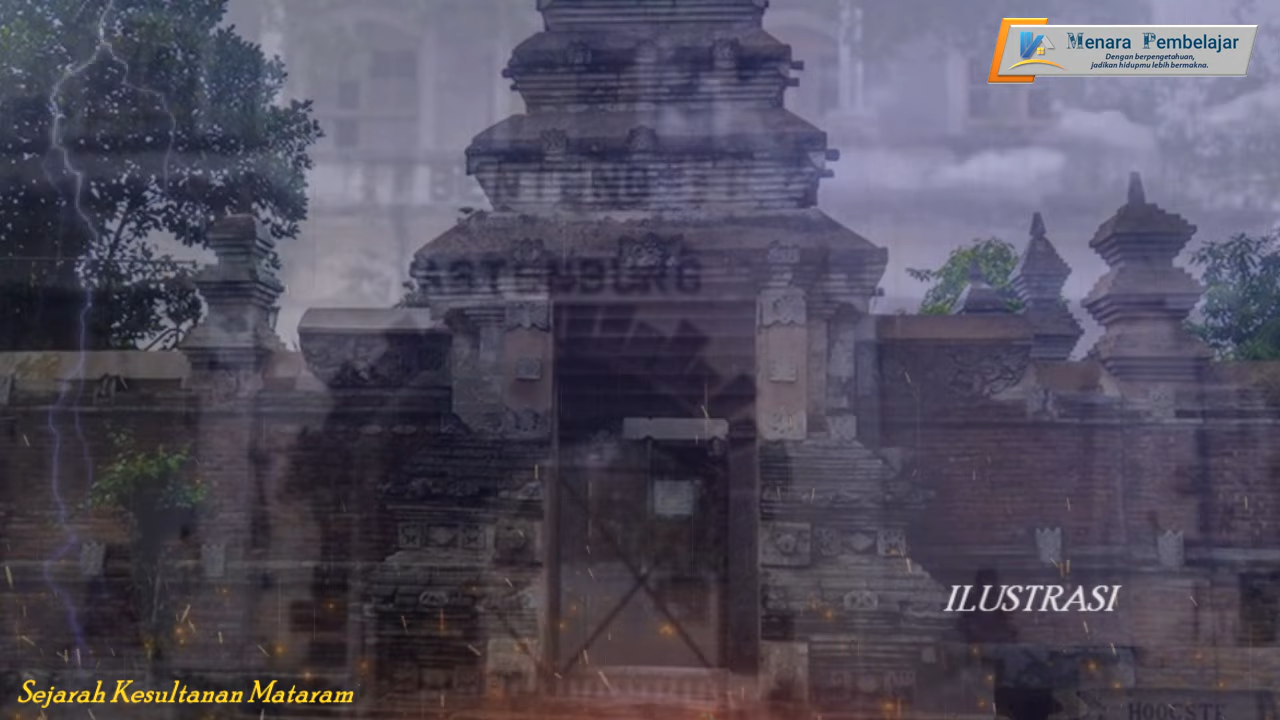 Menara Pembelajar
Dengan berpengetahuan,
jadikan hidupmu lebih bermakna.
ILUSTRASI
Sejarah Kesultanan Mataram